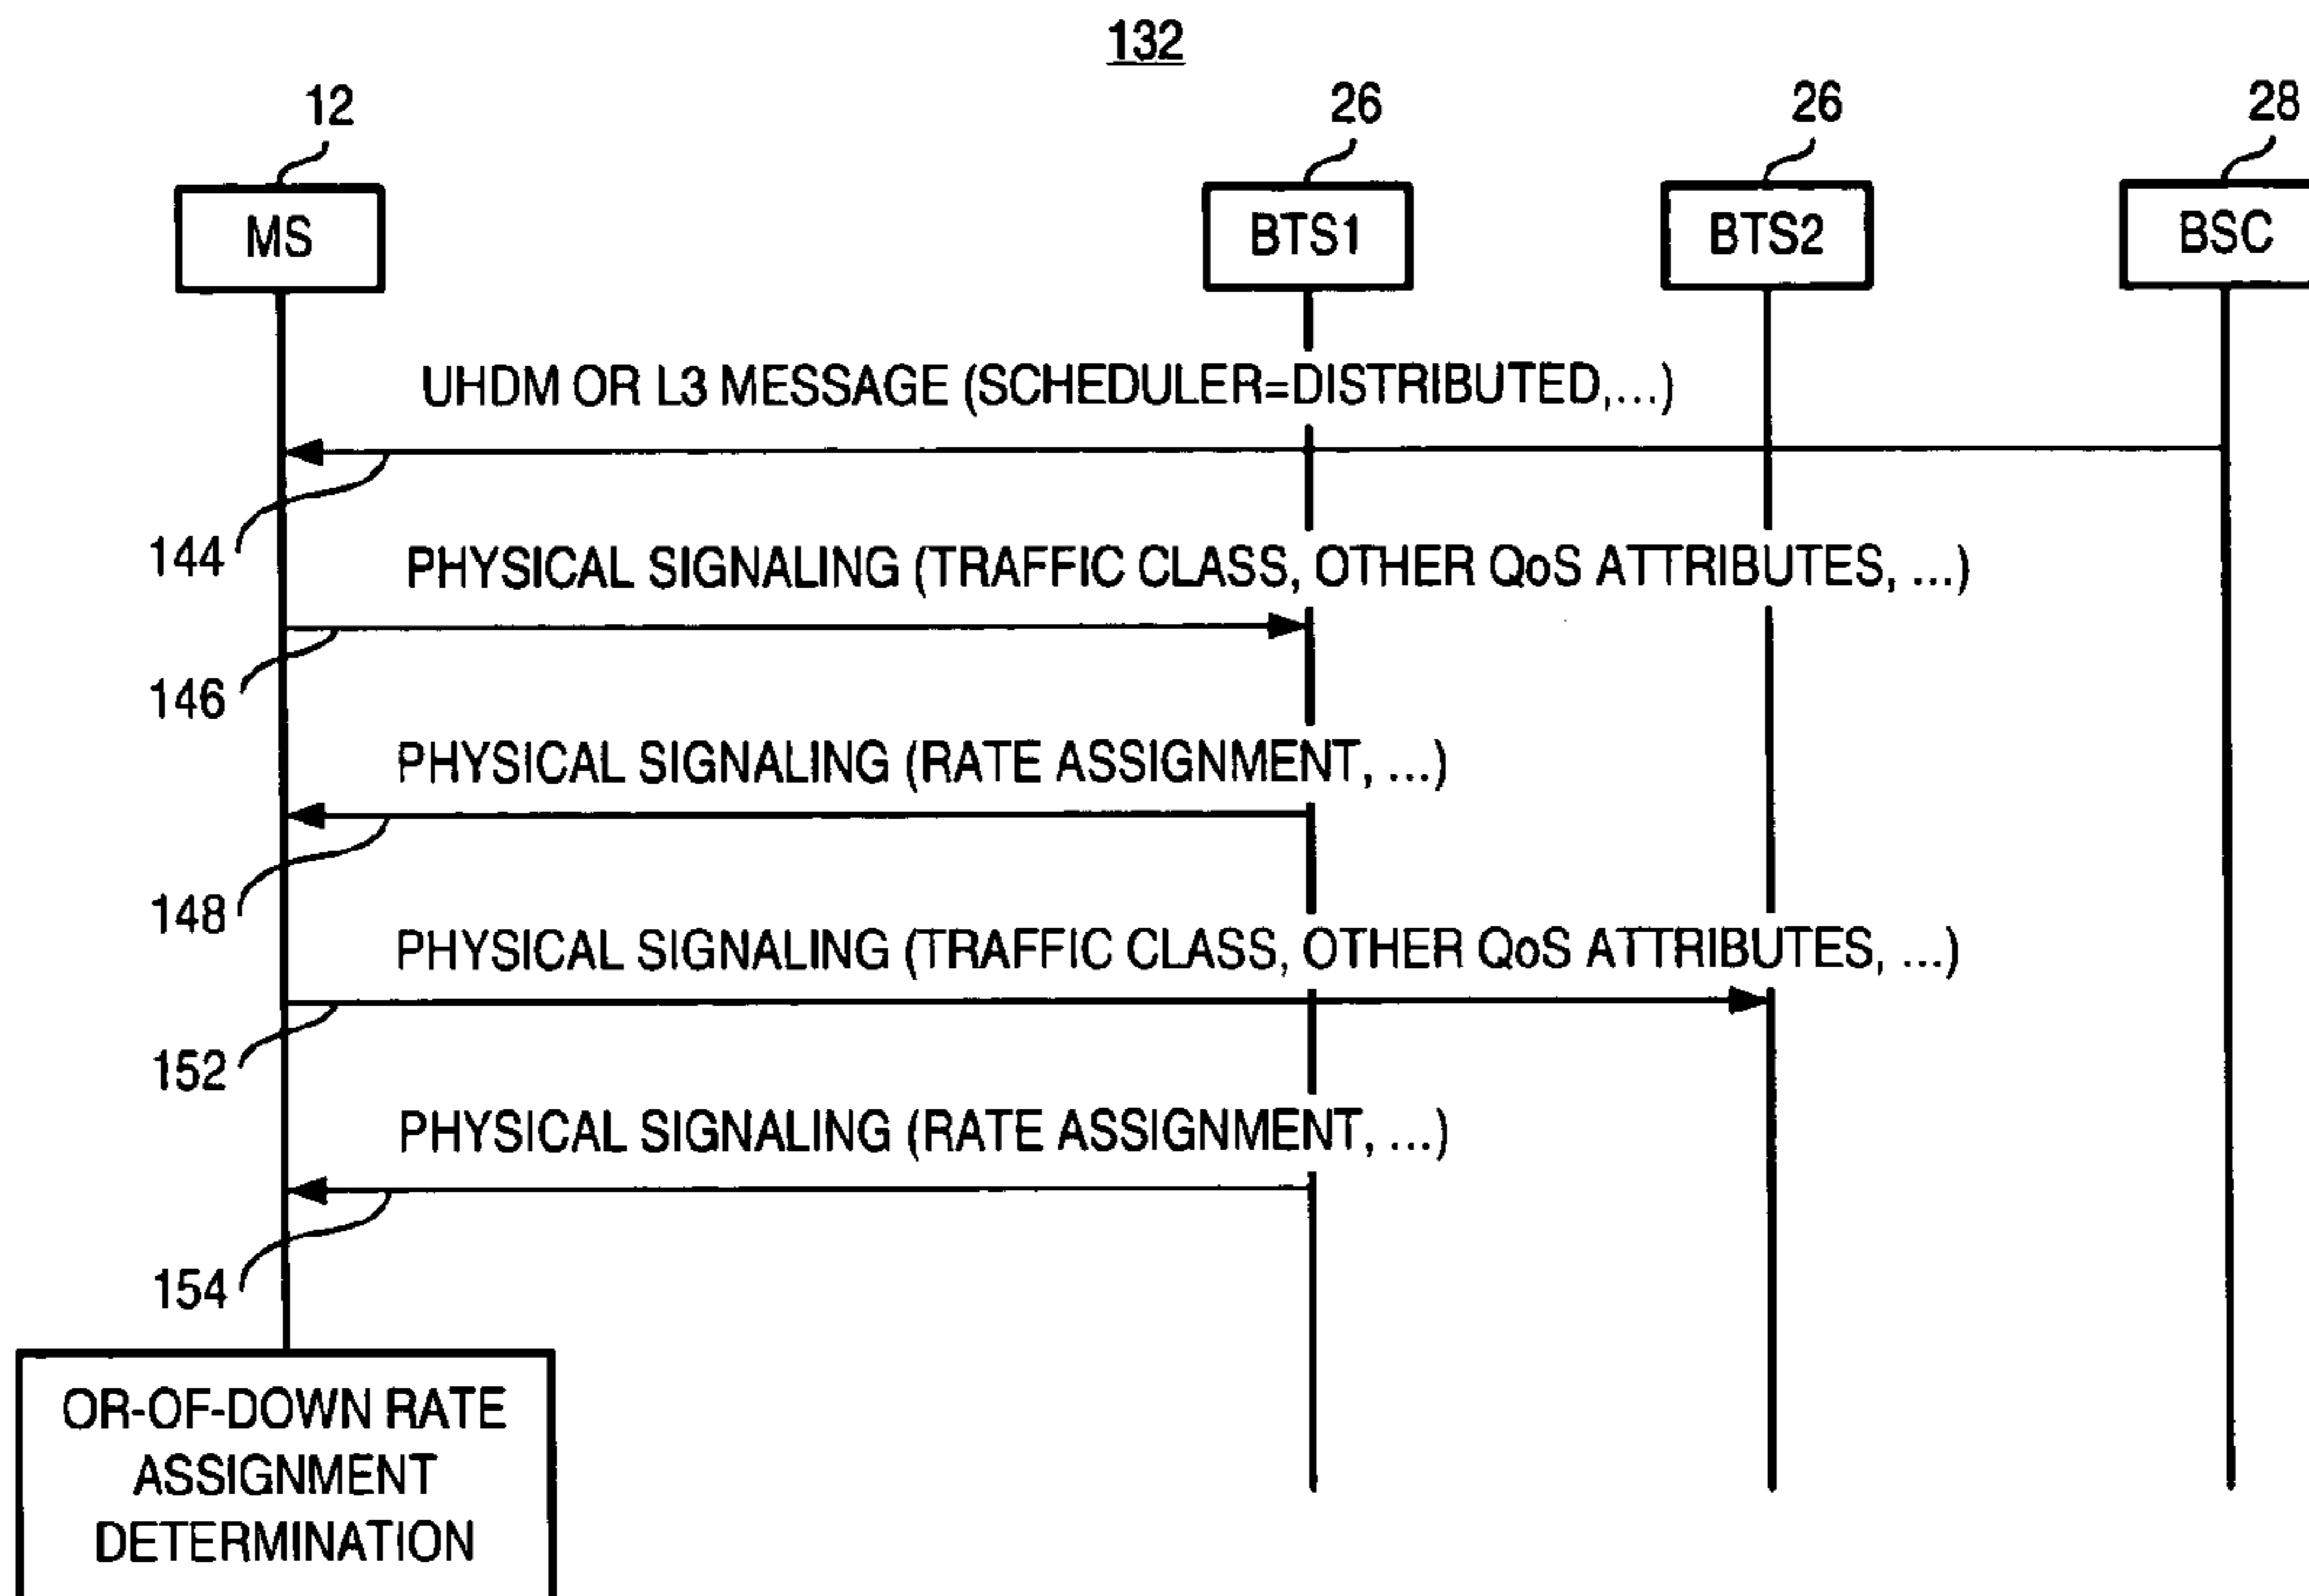 132
12
26
26
28
MS
BTS1
BTS2
BSC
UHDM OR L3 MESSAGE (SCHEDULER=DISTRIBUTED,...)
144
PHYSICAL SIGNALING (TRAFFIC CLASS, OTHER QoS ATTRIBUTES, ...)
146
PHYSICAL SIGNALING (RATE ASSIGNMENT, ...)
148
PHYSICAL SIGNALING (TRAFFIC CLASS, OTHER QoS ATTRIBUTES, ...)
152
PHYSICAL SIGNALING (RATE ASSIGNMENT, ...)
154
OR-OF-DOWN RATE
ASSIGNMENT
DETERMINATION